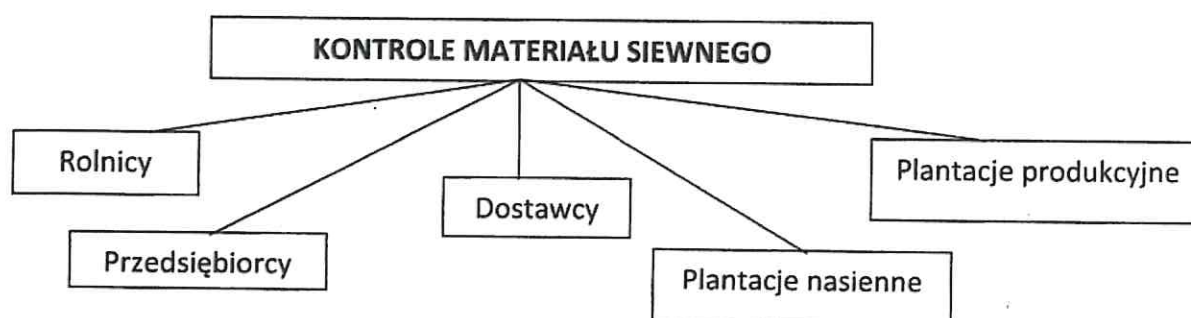 KONTROLE MATERIAŁU SIEWNEGO
Rolnicy
Plantacje produkcyjne
Dostawcy
Przedsiębiorcy
Plantacje nasienne